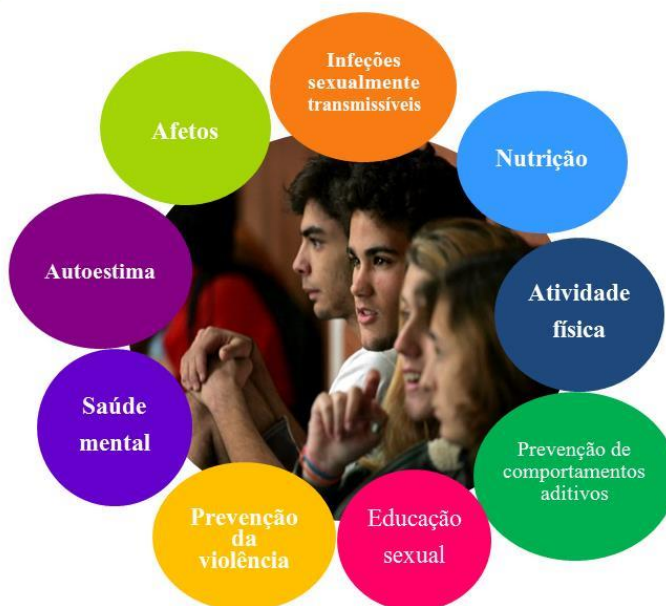 Infeções
sexualmente
transmissíveis
Nutrição
Atividade
física
Prevenção de
comportamentos
aditivos
Educação
sexual
Prevenção
da
violência
Saúde
mental
Autoestima
Afetos